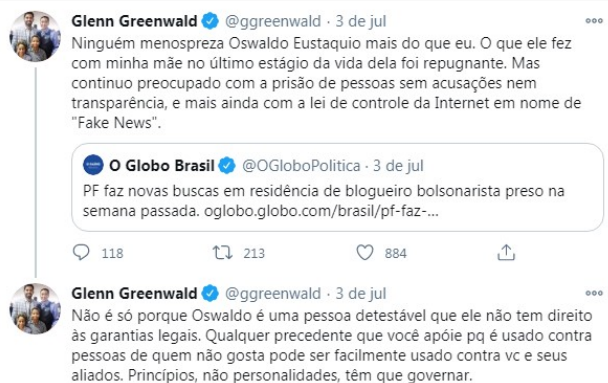 Glenn Greenwald @ggreenwald · 3 de jul
Ninguém menospreza Oswaldo Eustaquio mais do que eu. O que ele fez
com minha mãe no último estágio da vida dela foi repugnante. Mas
continuo preocupado com a prisão de pessoas sem acusações nem
transparência, e mais ainda com a lei de controle da Internet em nome de
"Fake News".
O Globo Brasil @OGloboPolitica · 3 de jul
PF faz novas buscas em residência de blogueiro bolsonarista preso na
semana passada. oglobo.globo.com/brasil/pf-faz-...
118 213 884
Glenn Greenwald @ggreenwald · 3 de jul
Não é só porque Oswaldo é uma pessoa detestável que ele não tem direito
às garantias legais. Qualquer precedente que você apóie pq é usado contra
pessoas de quem não gosta pode ser facilmente usado contra vc e seus
aliados. Princípios, não personalidades, têm que governar.